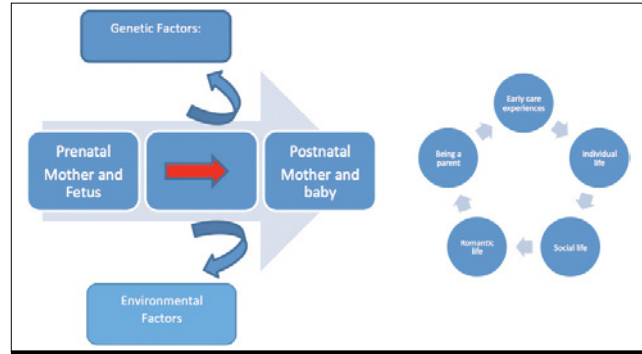 Genetic Factors:
Prenatal
Mother and
Fetus
Postnatal
Mother and
baby
Environmental
Factors
Early care
experiences
Individual
life
Social life
Romantic
life
Being a
parent